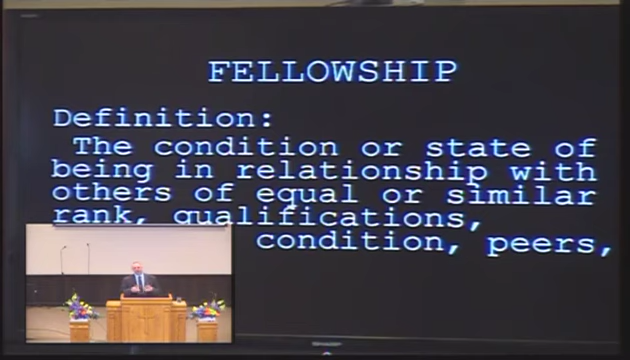 FELLOWSHIP
Definition:
The condition or state of
being in relationship with
others of equal or similar
rank, qualifications,
condition, peers,